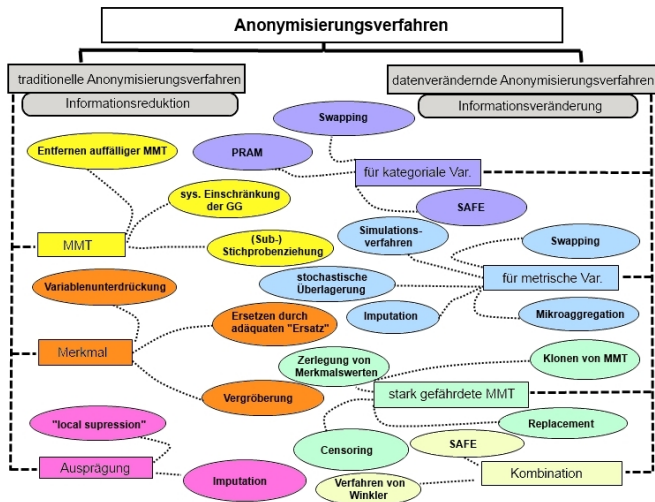 Anonymisierungsverfahren
traditionelle Anonymisierungsverfahren
Informationsreduktion
datenverändernde Anonymisierungsverfahren
Informationsveränderung
Entfernen auffälliger MMT
sys. Einschränkung
der GG
(Sub-)
Stichprobenziehung
MMT
Variablenunterdrückung
Ersetzen durch
adäquaten "Ersatz"
Merkmal
Vergröberung
"local supression"
Ausprägung
Imputation
Swapping
PRAM
für kategoriale Var.
SAFE
Simulations-
verfahren
Swapping
stochastische
Überlagerung
für metrische Var.
Imputation
Mikroaggregation
Zerlegung von
Merkmalswerten
Klonen von MMT
stark gefährdete MMT
Censoring
Replacement
SAFE
Verfahren von
Winkler
Kombination